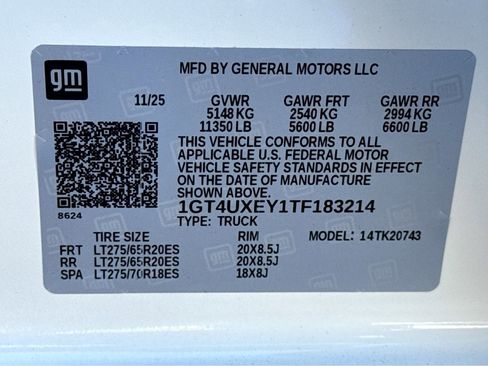 gm
MFD BY GENERAL MOTORS LLC
11/25 GVWR GAWR FRT GAWR RR
5148 KG 2540 KG 2994 KG
11350 LB 5600 LB 6600 LB
THIS VEHICLE CONFORMS TO ALL
APPLICABLE U.S. FEDERAL MOTOR
VEHICLE SAFETY STANDARDS IN EFFECT
ON THE DATE OF MANUFACTURE
SHOWN ABOVE.
1GT4UXEY1TF183214
8624 TYPE: TRUCK
TIRE SIZE RIM MODEL: 14TK20743
FRT LT275/65R20ES 20X8.5J
RR LT275/65R20ES 20X8.5J
SPA LT275/70R18ES 18X8J